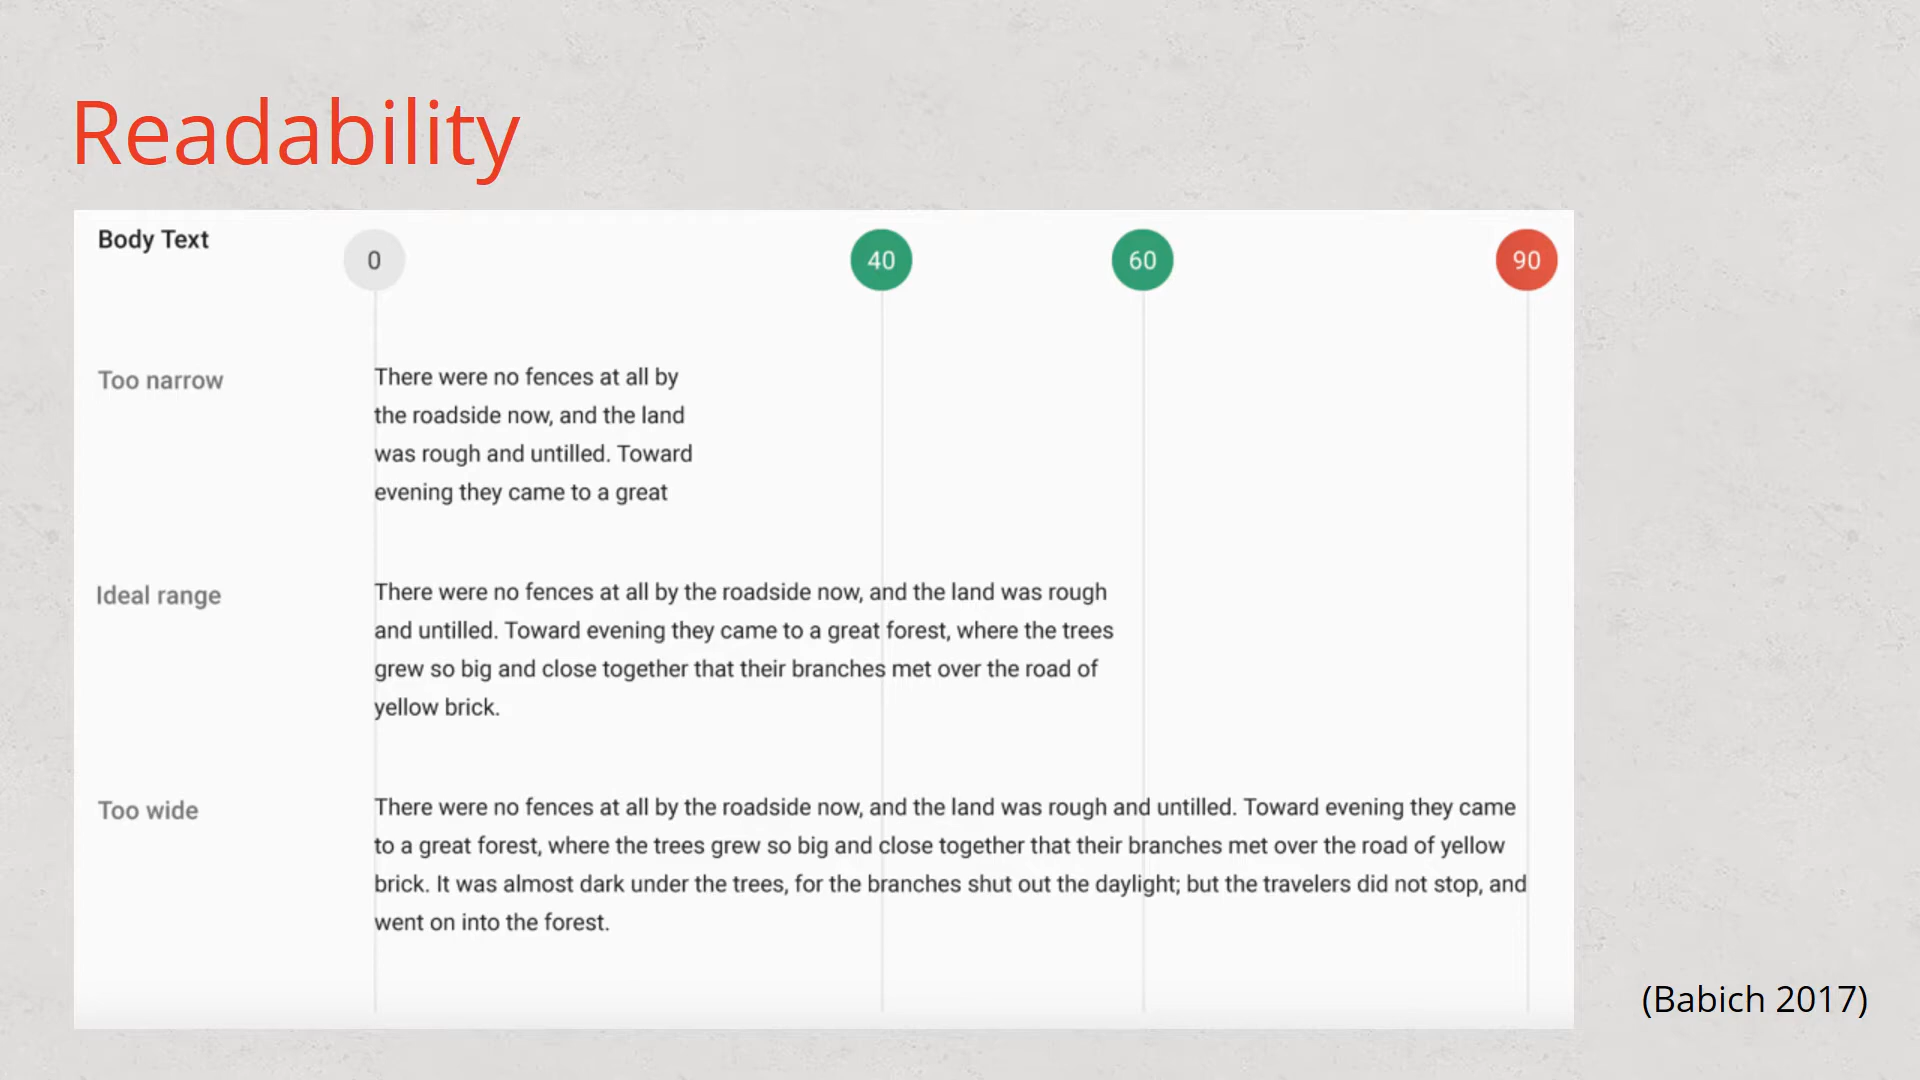 Readability
Body Text
0
40
60
90
Too narrow
There were no fences at all by
the roadside now, and the land
was rough and untilled. Toward
evening they came to a great
Ideal range
There were no fences at all by the roadside now, and the land was rough
and untilled. Toward evening they came to a great forest, where the trees
grew so big and close together that their branches met over the road of
yellow brick.
Too wide
There were no fences at all by the roadside now, and the land was rough and untilled. Toward evening they came
to a great forest, where the trees grew so big and close together that their branches met over the road of yellow
brick. It was almost dark under the trees, for the branches shut out the daylight; but the travelers did not stop, and
went on into the forest.
(Babich 2017)